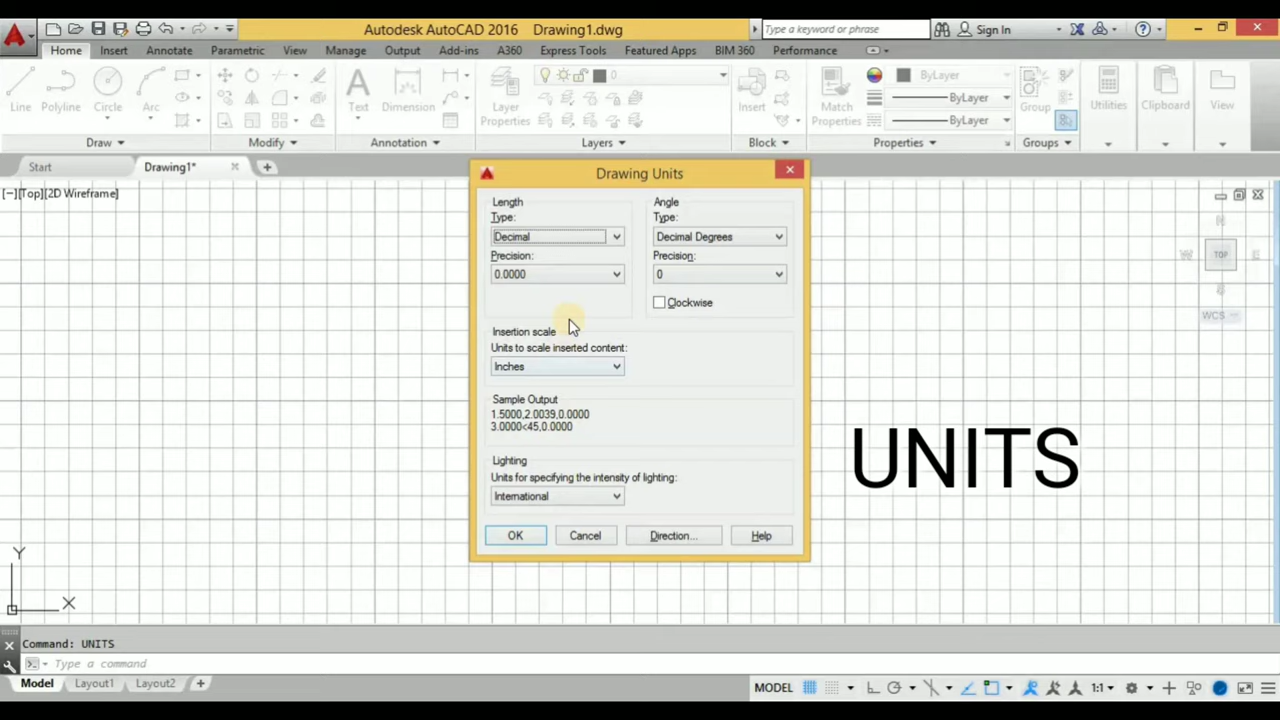 Autodesk AutoCAD 2016 Drawing1.dwg
Type a keyword or phrase
Sign In
Home Insert Annotate Parametric View Manage Output Add-ins A360 Express Tools Featured Apps BIM 360 Performance
Line Polyline Circle Arc
Text Dimension
Layer Properties
0
Insert
Match Properties
ByLayer
ByLayer
ByLayer
Group
Utilities
Clipboard
View
Draw Modify Annotation Layers Block Properties Groups
Start Drawing1*
[−][Top][2D Wireframe]
Drawing Units
Length
Type:
Decimal
Precision:
0.0000
Angle
Type:
Decimal Degrees
Precision:
0
Clockwise
Insertion scale
Units to scale inserted content:
Inches
Sample Output
1.5000,2.0039,0.0000
3.0000<45,0.0000
Lighting
Units for specifying the intensity of lighting:
International
OK Cancel Direction... Help
N
W TOP E
S
WCS
UNITS
Y
X
Command: UNITS
Type a command
Model Layout1 Layout2
MODEL 1:1